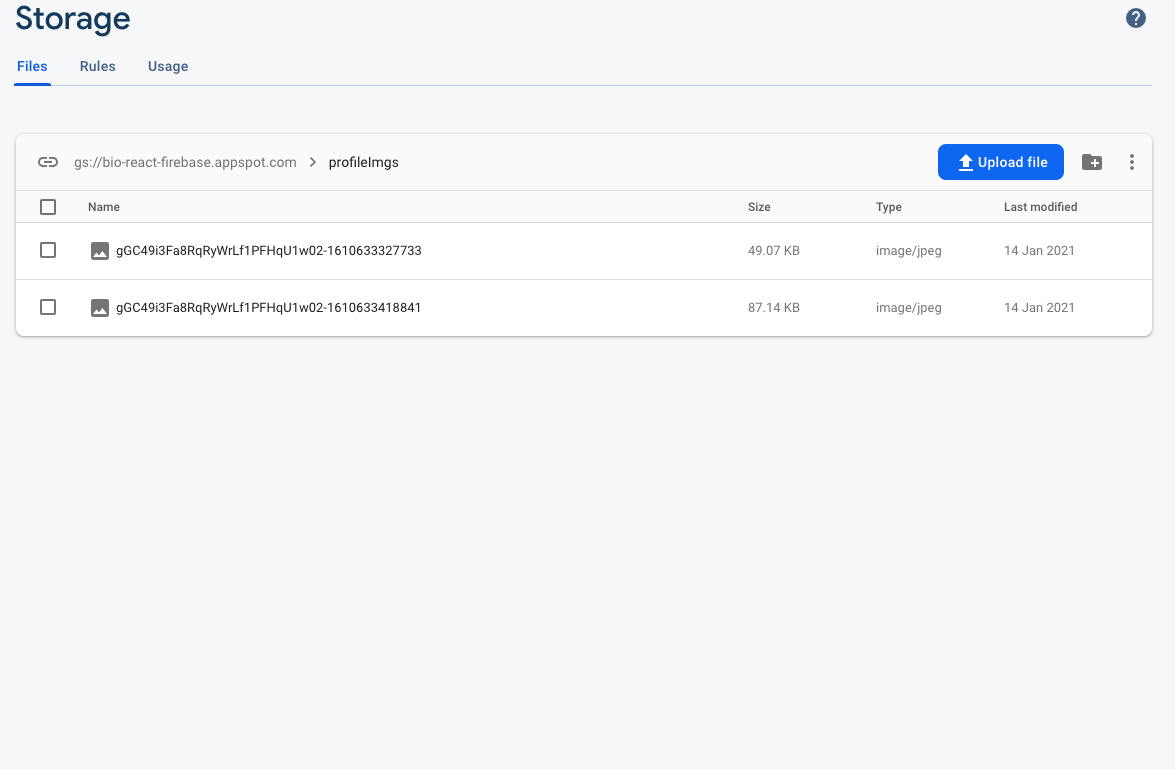 Storage
?
Files Rules Usage
gs://bio-react-firebase.appspot.com > profileImgs Upload file
Name Size Type Last modified
gGC49i3Fa8RqRyWrLf1PFHqU1w02-1610633327733 49.07 KB image/jpeg 14 Jan 2021
gGC49i3Fa8RqRyWrLf1PFHqU1w02-1610633418841 87.14 KB image/jpeg 14 Jan 2021